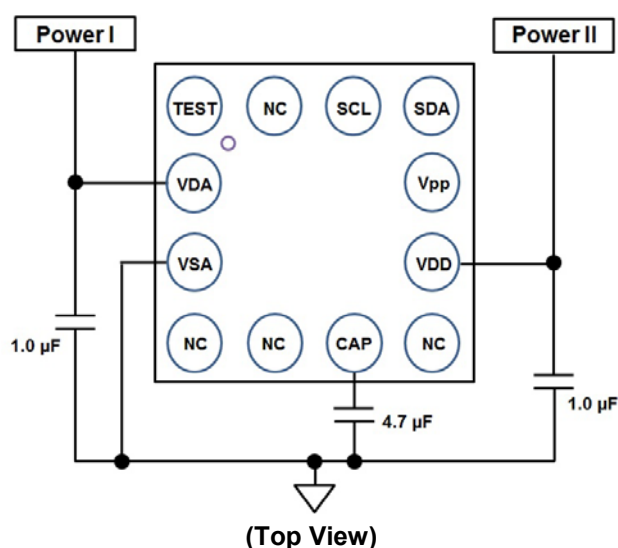 Power I
Power II
TEST
NC
SCL
SDA
VDA
Vpp
VSA
VDD
NC
NC
CAP
NC
1.0 µF
4.7 µF
1.0 µF
(Top View)